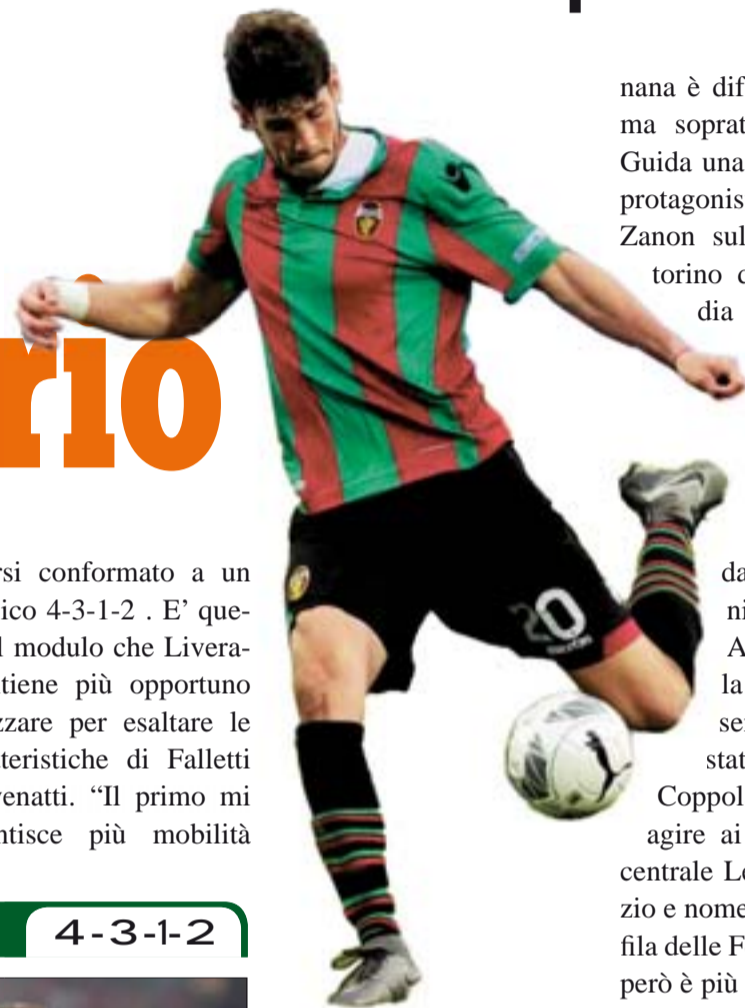 rio
rsi conformato a un
ico 4-3-1-2 . E' que-
l modulo che Livera-
tiene più opportuno
zzare per esaltare le
tteristiche di Falletti
venatti. “Il primo mi
ntisce più mobilità
4-3-1-2
20
nana è dif
ma soprat
Guida una
protagonis
Zanon sul
torino d
dia
da
ni
A
la
ser
stat
Coppol
agire ai
centrale Le
zio e nome
fila delle F
però è più